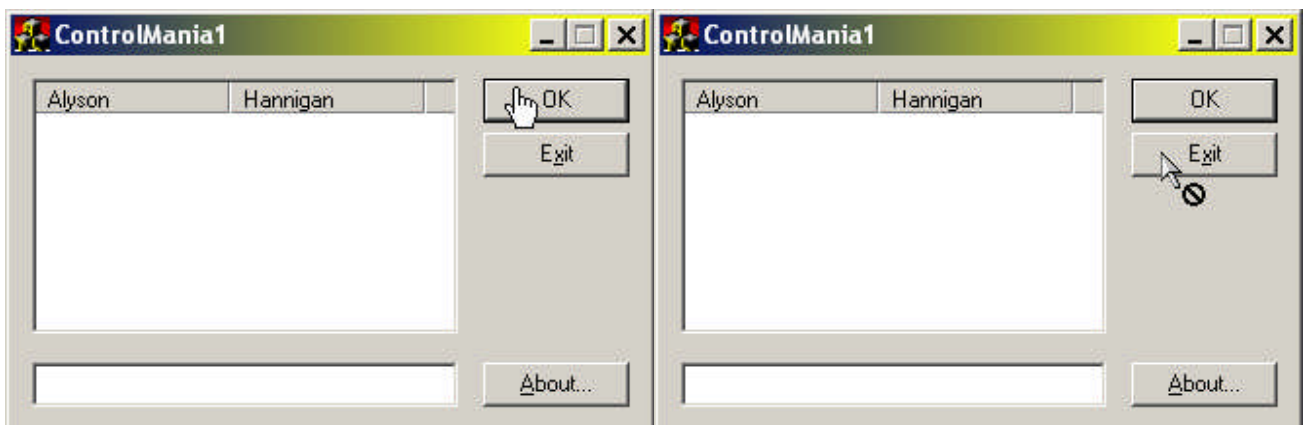 ControlMania1
Alyson Hannigan
OK
Exit
About...
ControlMania1
Alyson Hannigan
OK
Exit
About...